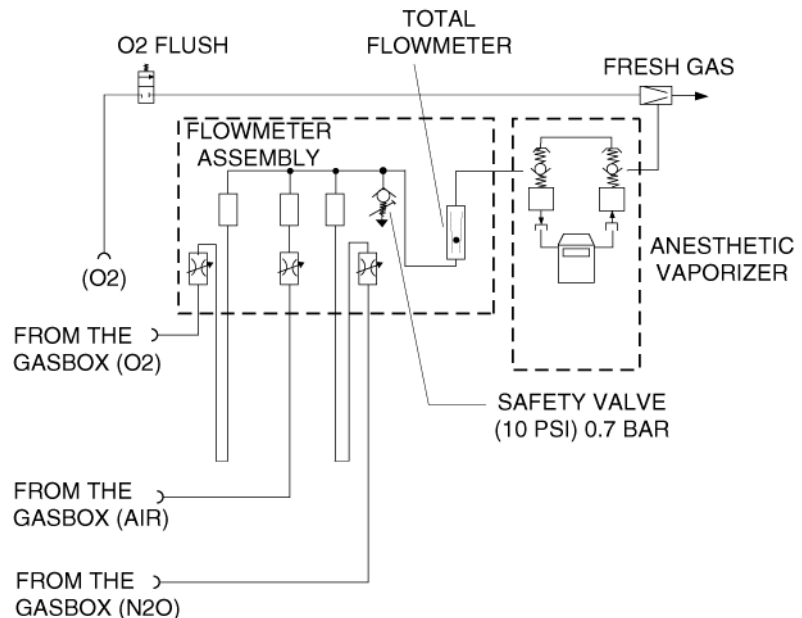 TOTAL
FLOWMETER
O2 FLUSH
FRESH GAS
FLOWMETER
ASSEMBLY
(O2)
ANESTHETIC
VAPORIZER
FROM THE
GASBOX (O2)
SAFETY VALVE
(10 PSI) 0.7 BAR
FROM THE
GASBOX (AIR)
FROM THE
GASBOX (N2O)